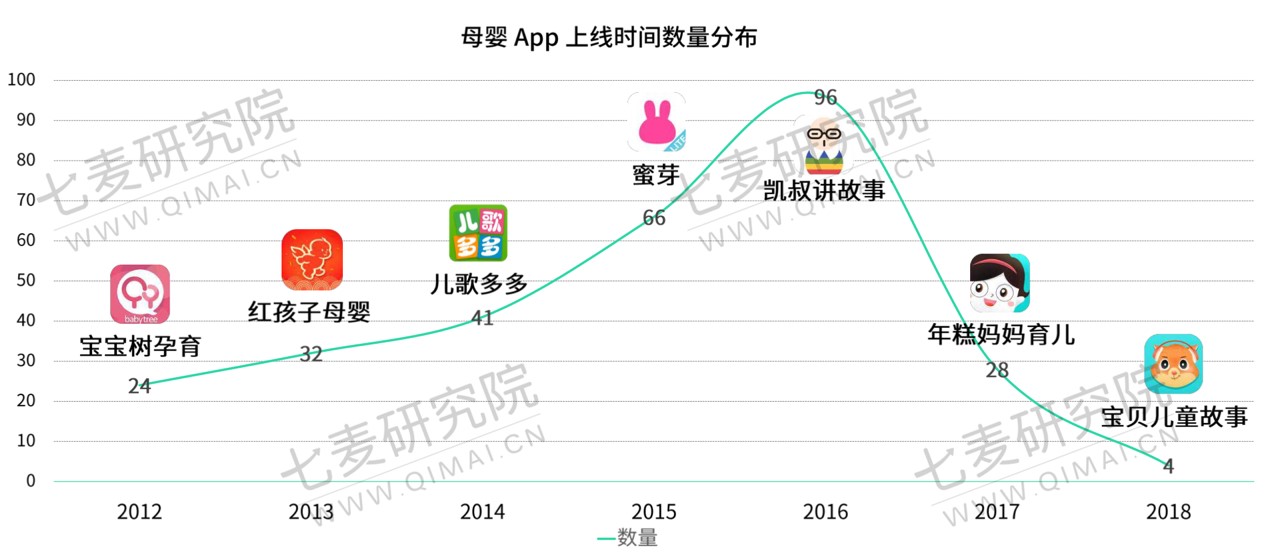 母婴 App 上线时间数量分布
100
90
80
70
60
50
40
30
20
10
0
七麦研究院
WWW.QIMAI.CN
七麦研究院
WWW.QIMAI.CN
七麦研究院
WWW.QIMAI.CN
七麦研究院
WWW.QIMAI.CN
babytree
宝宝树孕育
24
红孩子母婴
32
儿歌
多多
儿歌多多
41
LITE
蜜芽
66
96
凯叔讲故事
年糕妈妈育儿
28
宝贝儿童故事
4
2012 2013 2014 2015 2016 2017 2018
数量